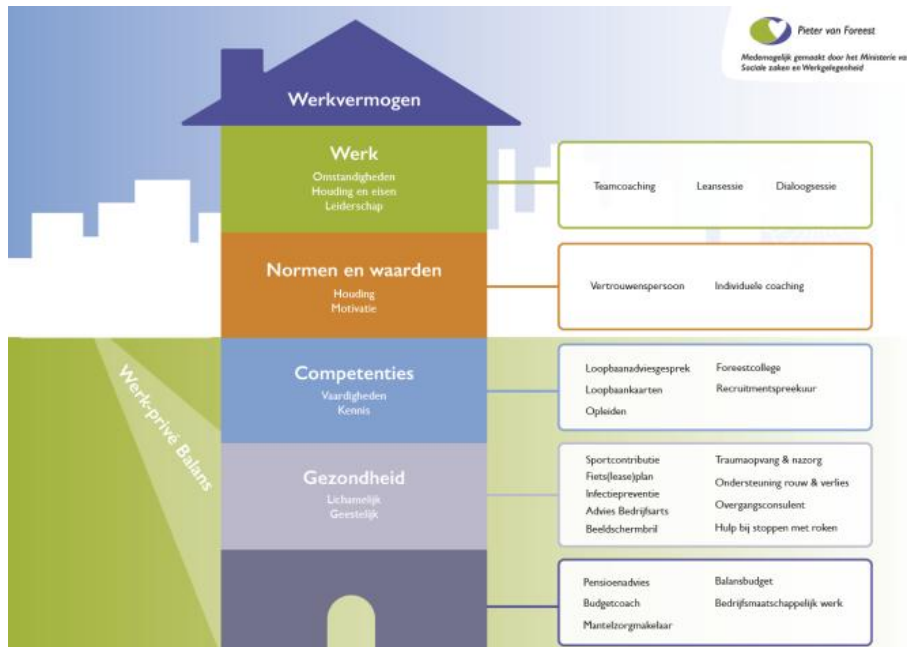 Pieter van Foreest
Medemogelijk gemaakt door het Ministerie va
Sociale zaken en Werkgelegenheid
Werkvermogen
Werk
Omstandigheden
Houding en eisen
Leiderschap
Teamcoaching Leansessie Dialoogsessie
Normen en waarden
Houding
Motivatie
Vertrouwenspersoon Individuele coaching
Competenties
Vaardigheden
Kennis
Loopbaanadviesgesprek Foreestcollege
Loopbaankaarten Recruitmentspreekuur
Opleiden
Werk-privé Balans
Gezondheid
Lichamelijk
Geestelijk
Sportcontributie Traumaopvang & nazorg
Fiets(lease)plan Ondersteuning rouw & verlies
Infectiepreventie Overgangsconsulent
Advies Bedrijfsarts Hulp bij stoppen met roken
Beeldschermbril
Pensioenadvies Balansbudget
Budgetcoach Bedrijfsmaatschappelijk werk
Mantelzorgmakelaar